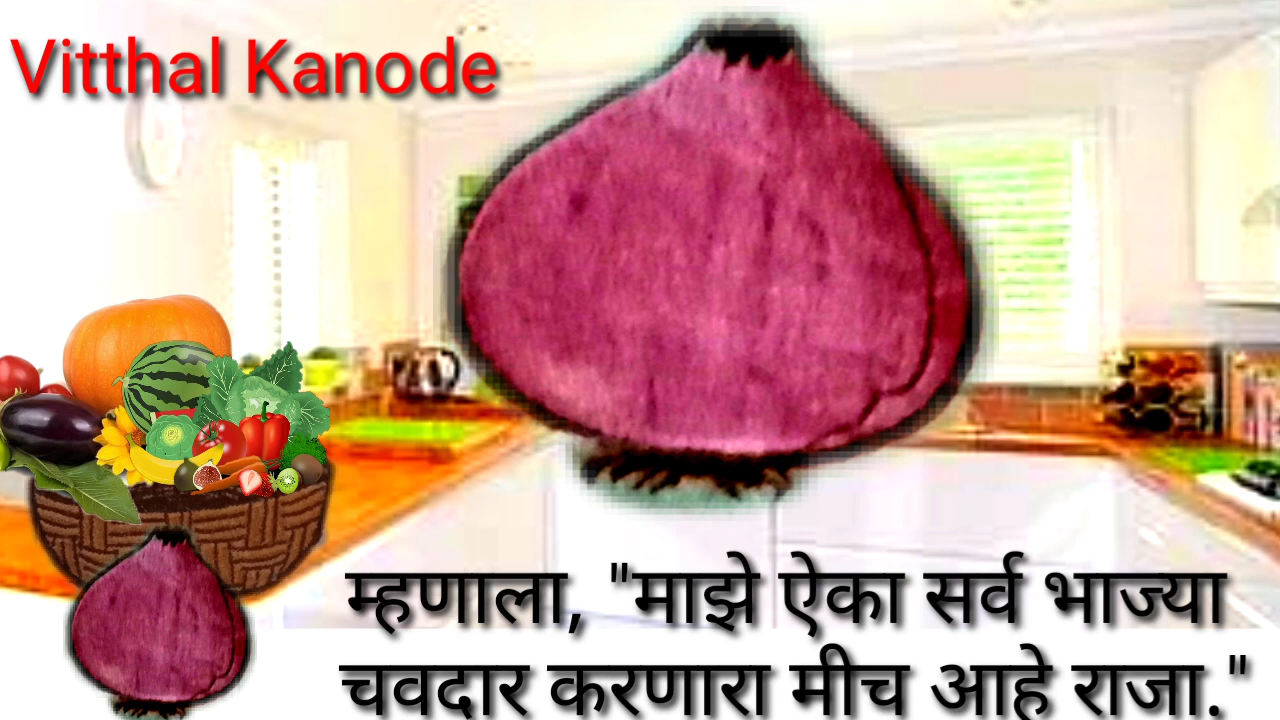 Vitthal Kanode
म्हणाला, "माझे ऐका सर्व भाज्या
चवदार करणारा मीच आहे राजा."